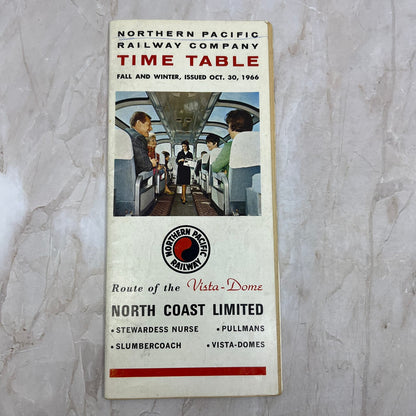 NORTHERN PACIFIC
RAILWAY COMPANY
TIME TABLE
FALL AND WINTER, ISSUED OCT. 30, 1966
NORTHERN PACIFIC
RAILWAY
Route of the Vista-Dome
NORTH COAST LIMITED
• STEWARDESS NURSE • PULLMANS
• SLUMBERCOACH • VISTA-DOMES